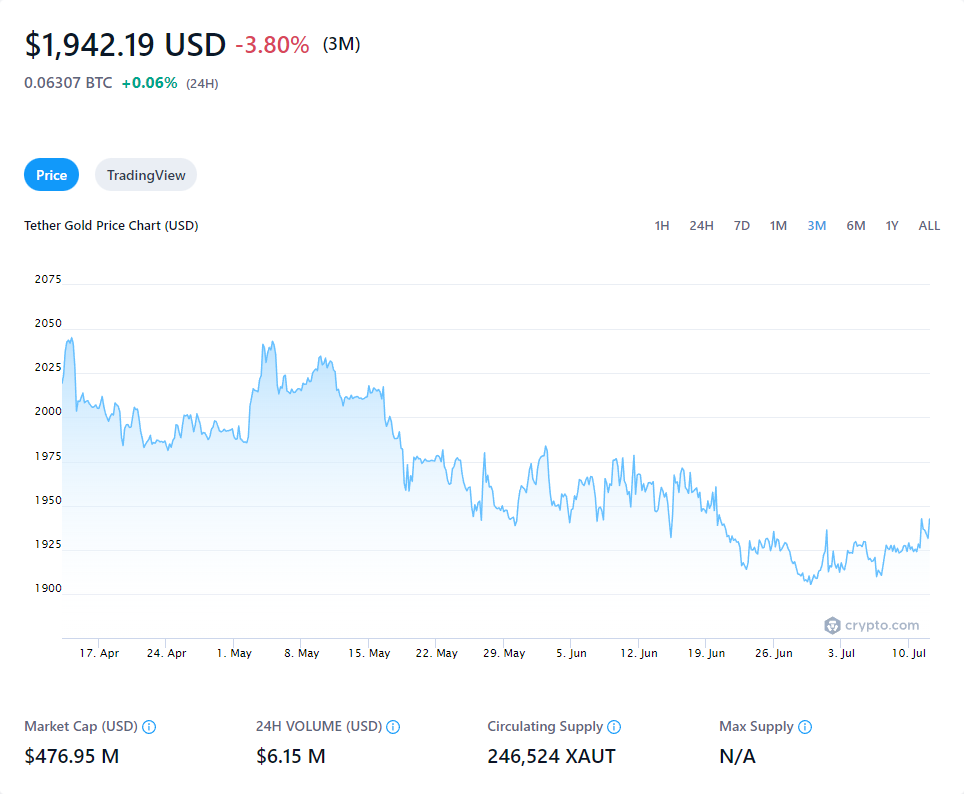 $1,942.19 USD -3.80% (3M)
0.06307 BTC +0.06% (24H)
Price TradingView
Tether Gold Price Chart (USD) 1H 24H 7D 1M 3M 6M 1Y ALL
2075
2050
2025
2000
1975
1950
1925
1900
crypto.com
17. Apr 24. Apr 1. May 8. May 15. May 22. May 29. May 5. Jun 12. Jun 19. Jun 26. Jun 3. Jul 10. Jul
Market Cap (USD) 24H VOLUME (USD) Circulating Supply Max Supply
$476.95 M $6.15 M 246,524 XAUT N/A